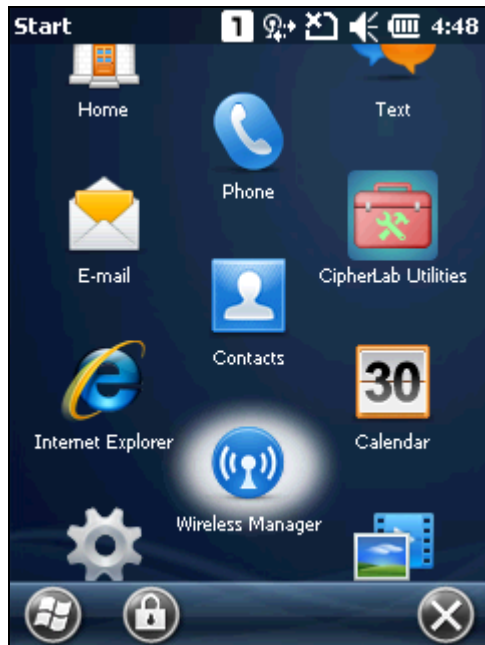 Start 1 4:48
Home
Text
Phone
E-mail
CipherLab Utilities
Contacts
30
Internet Explorer
Calendar
Wireless Manager